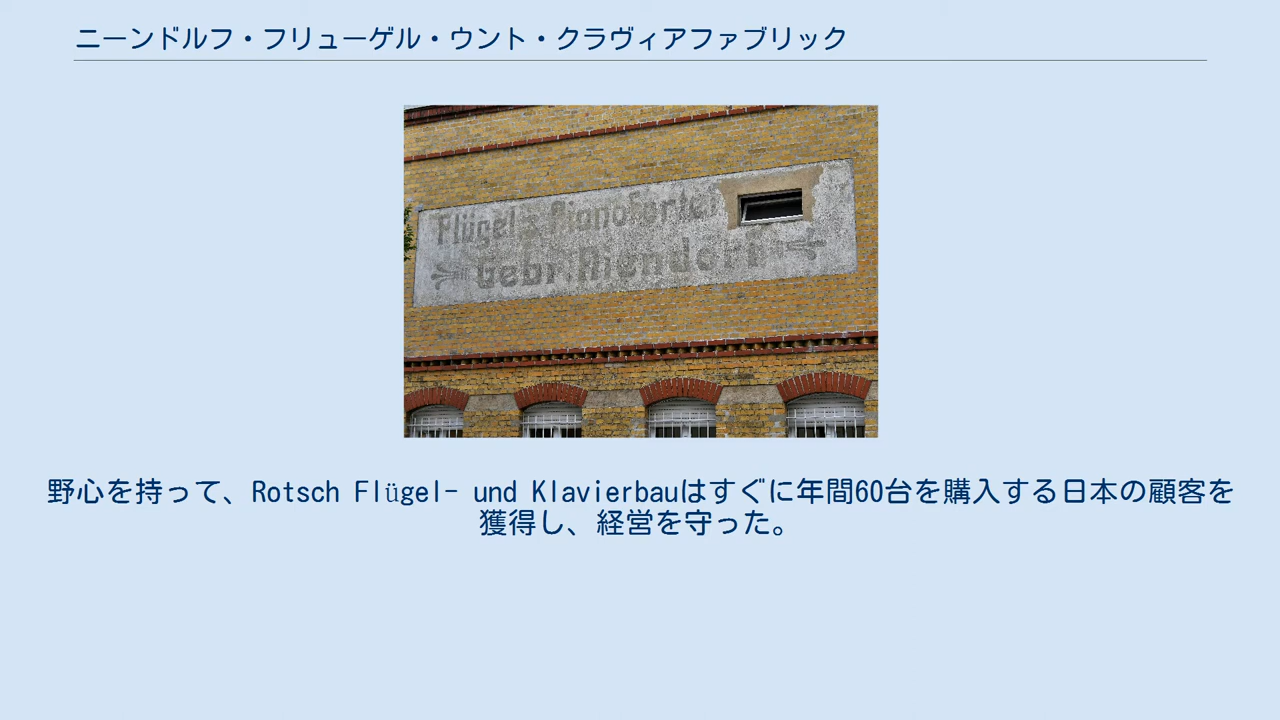 ニーンドルフ・フリューゲル・ウント・クラヴィアファブリック
Flügel & Pianoforte
Gebr. Niendorf
野心を持って、Rotsch Flügel- und Klavierbauはすぐに年間60台を購入する日本の顧客を
獲得し、経営を守った。